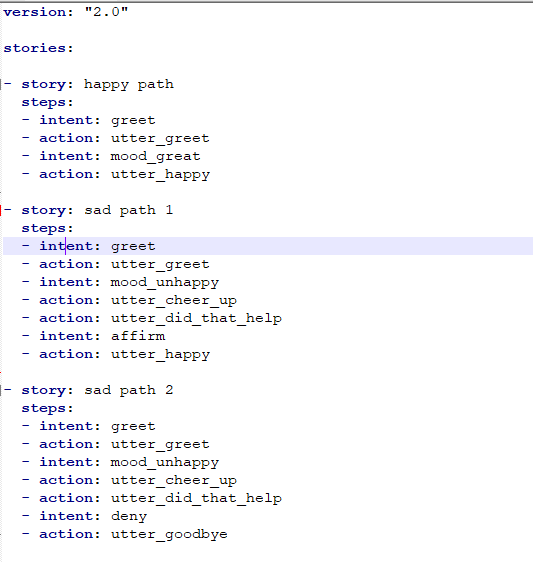 version: "2.0"
stories:
- story: happy path
steps:
- intent: greet
- action: utter_greet
- intent: mood_great
- action: utter_happy
- story: sad path 1
steps:
- intent: greet
- action: utter_greet
- intent: mood_unhappy
- action: utter_cheer_up
- action: utter_did_that_help
- intent: affirm
- action: utter_happy
- story: sad path 2
steps:
- intent: greet
- action: utter_greet
- intent: mood_unhappy
- action: utter_cheer_up
- action: utter_did_that_help
- intent: deny
- action: utter_goodbye